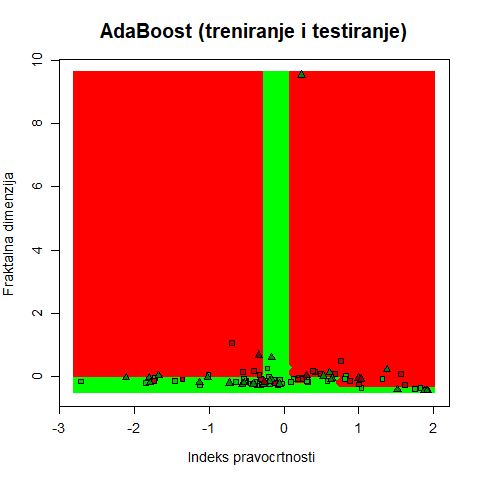 AdaBoost (treniranje i testiranje)
Fraktalna dimenzija
10
8
6
4
2
0
-3 -2 -1 0 1 2
Indeks pravocrtnosti